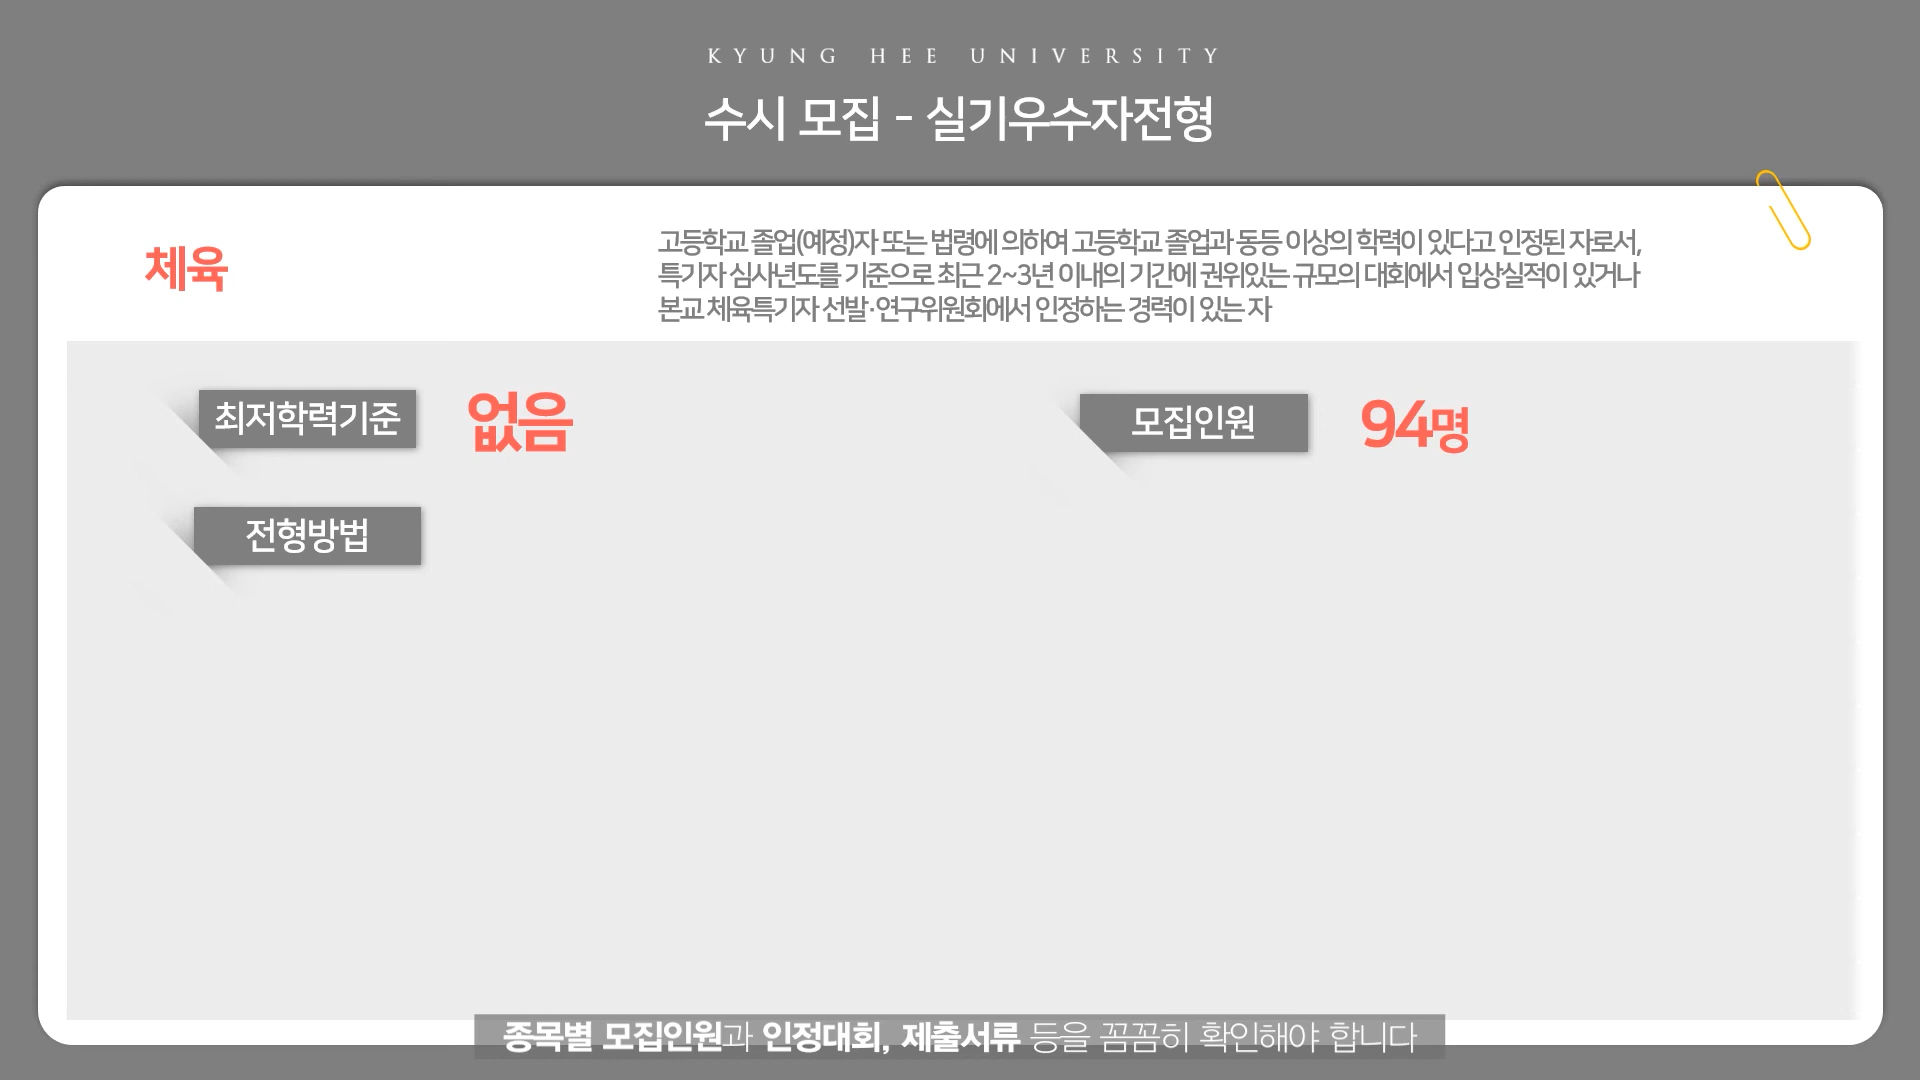 KYUNG HEE UNIVERSITY
수시 모집 - 실기우수자전형
체육
고등학교 졸업(예정)자 또는 법령에 의하여 고등학교 졸업과 동등 이상의 학력이 있다고 인정된 자로서,
특기자 심사년도를 기준으로 최근 2~3년 이내의 기간에 권위있는 규모의 대회에서 입상실적이 있거나
본교 체육특기자 선발·연구위원회에서 인정하는 경력이 있는 자
최저학력기준 없음
모집인원 94명
전형방법
종목별 모집인원과 인정대회, 제출서류 등을 꼼꼼히 확인해야 합니다